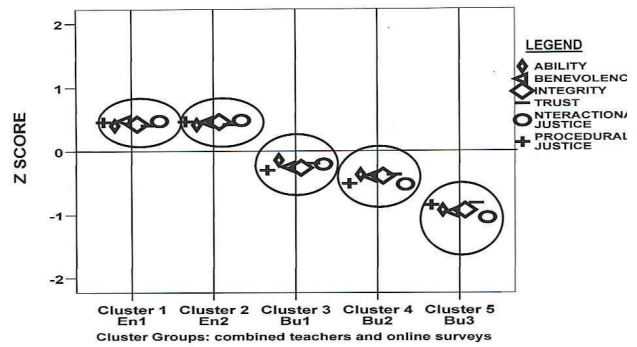 2
1
0
-1
-2
Z SCORE
LEGEND
ABILITY
BENEVOLENC
INTEGRITY
TRUST
NTERACTIONA
JUSTICE
PROCEDURAL
JUSTICE
Cluster 1 Cluster 2 Cluster 3 Cluster 4 Cluster 5
En1 En2 Bu1 Bu2 Bu3
Cluster Groups: combined teachers and online surveys